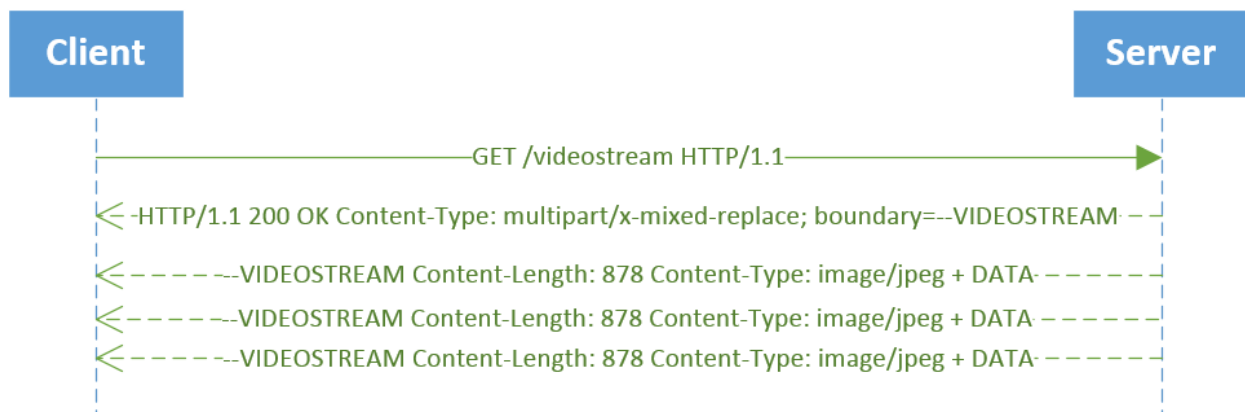 Client
Server
GET /videostream HTTP/1.1
HTTP/1.1 200 OK Content-Type: multipart/x-mixed-replace; boundary=--VIDEOSTREAM
--VIDEOSTREAM Content-Length: 878 Content-Type: image/jpeg + DATA
--VIDEOSTREAM Content-Length: 878 Content-Type: image/jpeg + DATA
--VIDEOSTREAM Content-Length: 878 Content-Type: image/jpeg + DATA